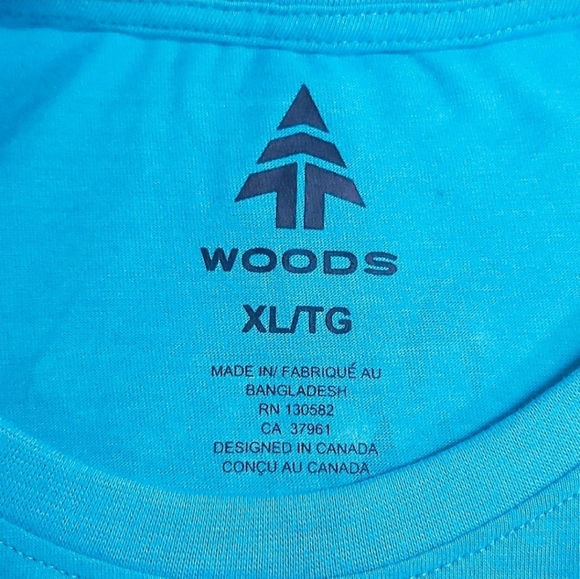 WOODS
XL/TG
MADE IN/ FABRIQUÉ AU
BANGLADESH
RN 130582
CA 37961
DESIGNED IN CANADA
CONÇU AU CANADA